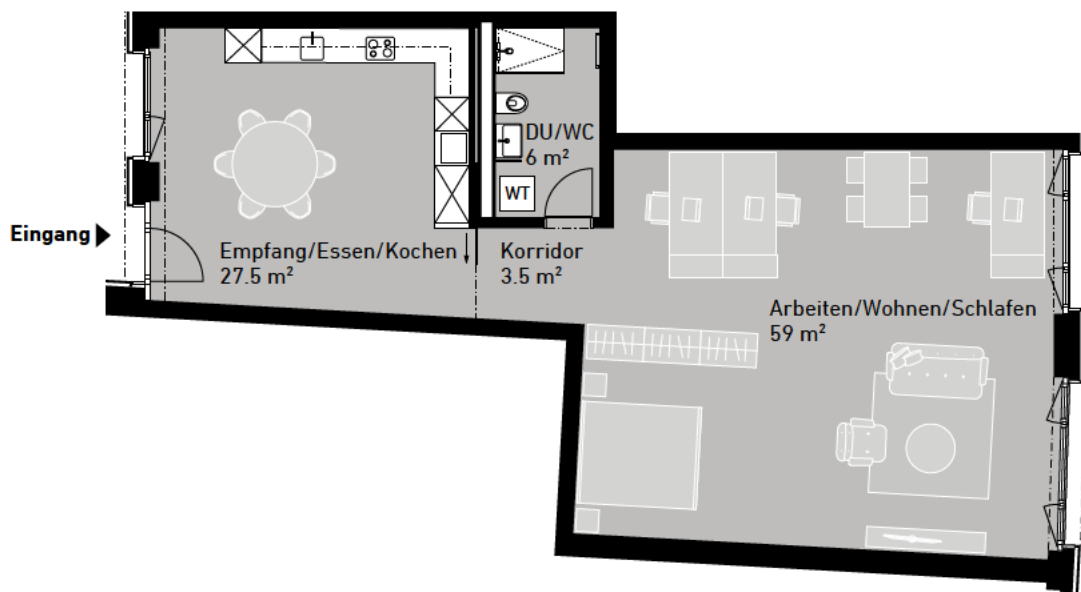 DU/WC
6 m²
WT
Eingang
Empfang/Essen/Kochen
27.5 m²
Korridor
3.5 m²
Arbeiten/Wohnen/Schlafen
59 m²